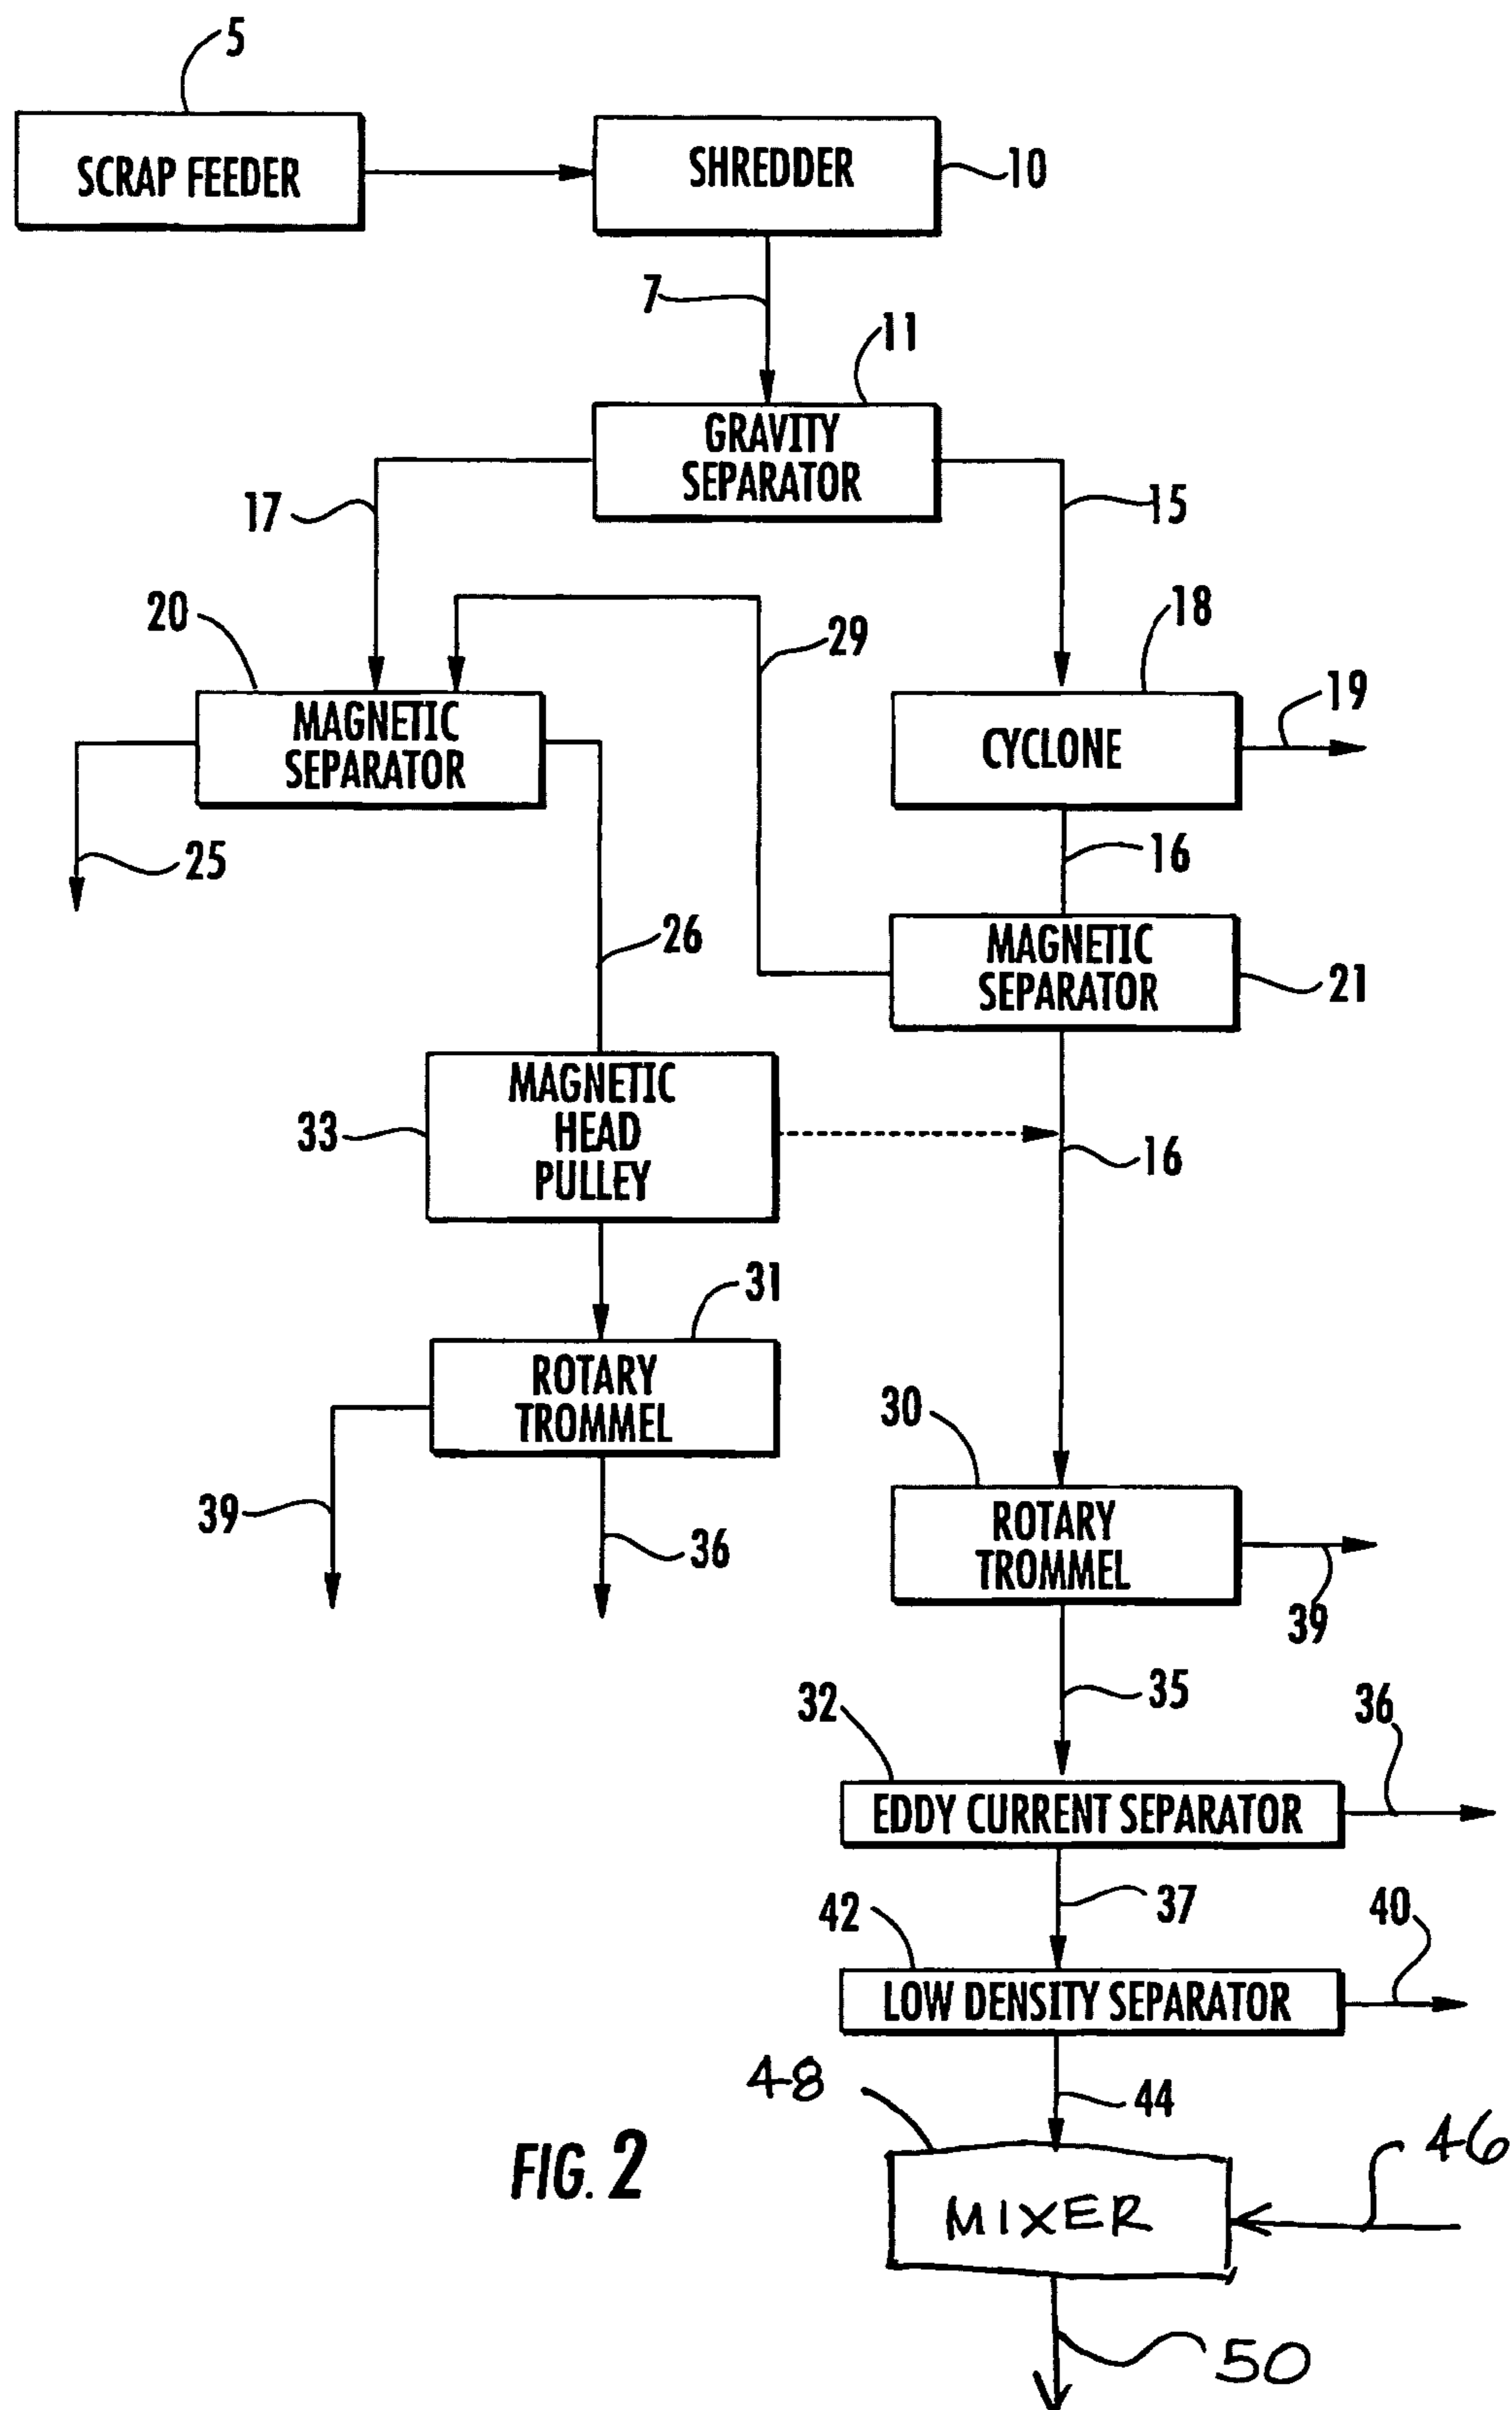 5
SCRAP FEEDER
SHREDDER
10
7
11
GRAVITY
SEPARATOR
17
15
20
29
18
19
MAGNETIC
SEPARATOR
CYCLONE
25
16
26
MAGNETIC
SEPARATOR
21
33
MAGNETIC
HEAD
PULLEY
16
31
ROTARY
TROMMEL
30
39
36
ROTARY
TROMMEL
39
35
32
36
EDDY CURRENT SEPARATOR
37
42
40
LOW DENSITY SEPARATOR
48
44
46
FIG. 2
MIXER
50